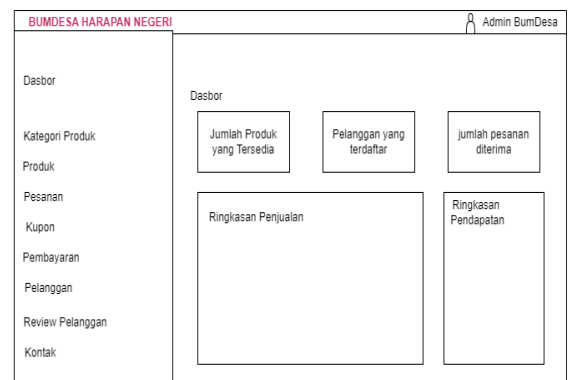 BUMDESA HARAPAN NEGERI
Admin BumDesa
Dasbor
Kategori Produk
Produk
Pesanan
Kupon
Pembayaran
Pelanggan
Review Pelanggan
Kontak
Dasbor
Jumlah Produk
yang Tersedia
Pelanggan yang
terdaftar
jumlah pesanan
diterima
Ringkasan Penjualan
Ringkasan
Pendapatan